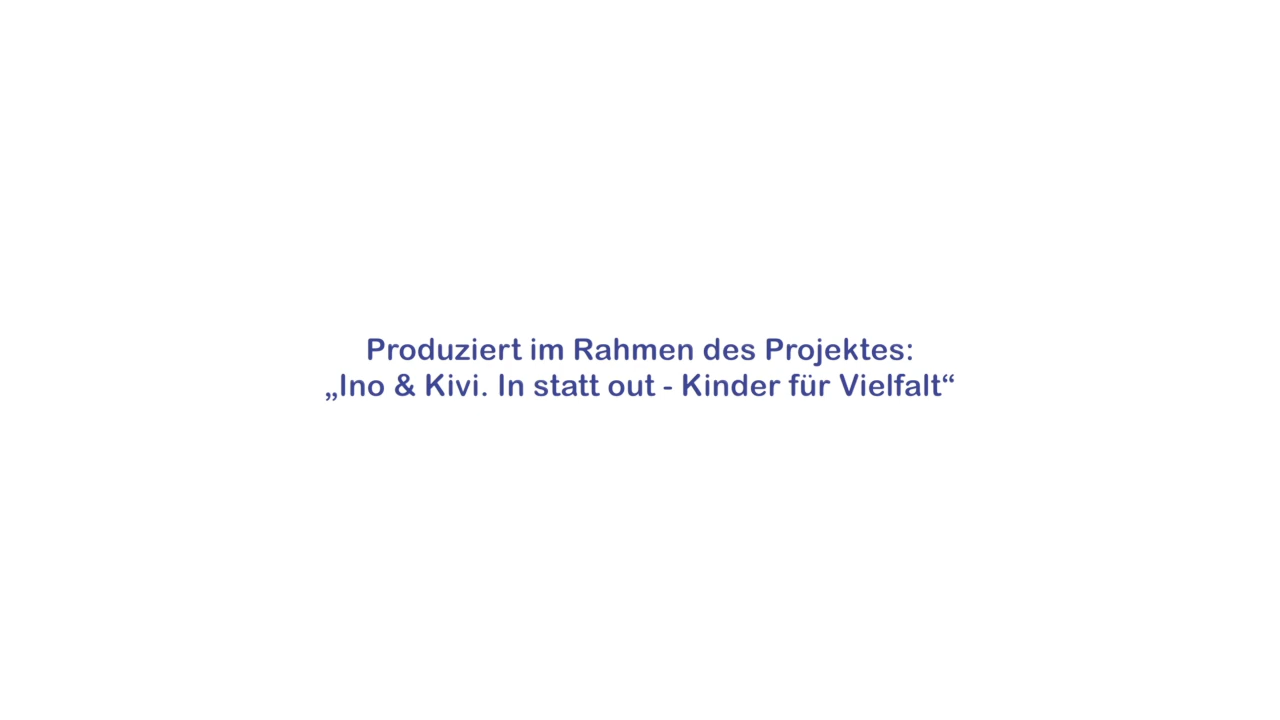 Produziert im Rahmen des Projektes:
„Ino & Kivi. In statt out - Kinder für Vielfalt“